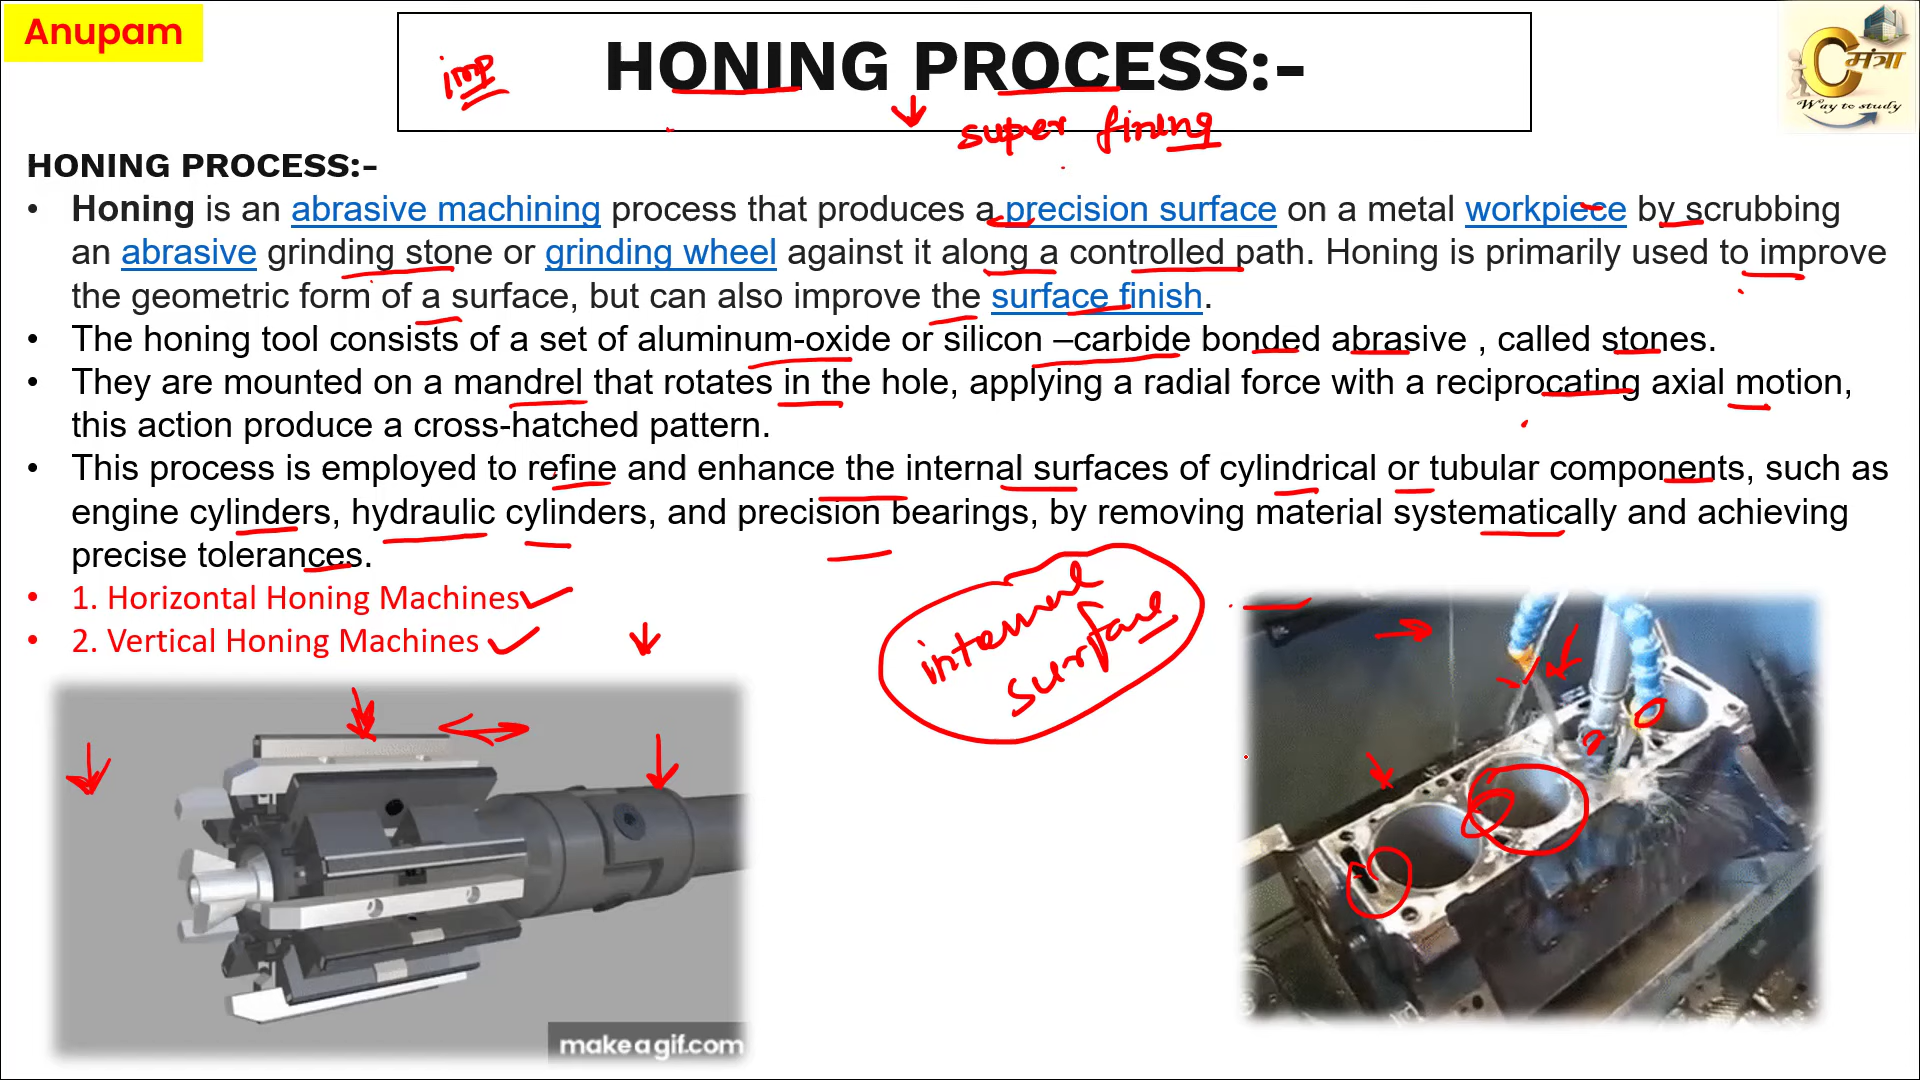 Anupam
imp
HONING PROCESS:-
super fining
C मंत्रा
Way to study
HONING PROCESS:-
• Honing is an abrasive machining process that produces a precision surface on a metal workpiece by scrubbing
an abrasive grinding stone or grinding wheel against it along a controlled path. Honing is primarily used to improve
the geometric form of a surface, but can also improve the surface finish.
• The honing tool consists of a set of aluminum-oxide or silicon –carbide bonded abrasive , called stones.
• They are mounted on a mandrel that rotates in the hole, applying a radial force with a reciprocating axial motion,
this action produce a cross-hatched pattern.
• This process is employed to refine and enhance the internal surfaces of cylindrical or tubular components, such as
engine cylinders, hydraulic cylinders, and precision bearings, by removing material systematically and achieving
precise tolerances.
• 1. Horizontal Honing Machines
• 2. Vertical Honing Machines
internal
surface
makeagif.com